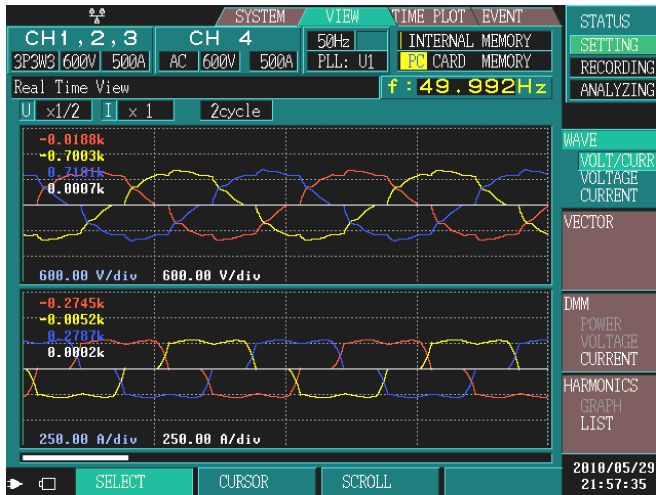 SYSTEM VIEW TIME PLOT EVENT
CH1,2,3
3P3W3 600V 500A
CH 4
AC 600V 500A
50Hz
PLL: U1
INTERNAL MEMORY
PC CARD MEMORY
Real Time View
f:49.992Hz
U ×1/2 I × 1 2cycle
-0.0188k
-0.7003k
0.7191k
0.0007k
600.00 V/div 600.00 V/div
-0.2745k
-0.0052k
0.2787k
0.0002k
250.00 A/div 250.00 A/div
SELECT CURSOR SCROLL
STATUS
SETTING
RECORDING
ANALYZING
WAVE
VOLT/CURR
VOLTAGE
CURRENT
VECTOR
DMM
POWER
VOLTAGE
CURRENT
HARMONICS
GRAPH
LIST
2010/05/29
21:57:35